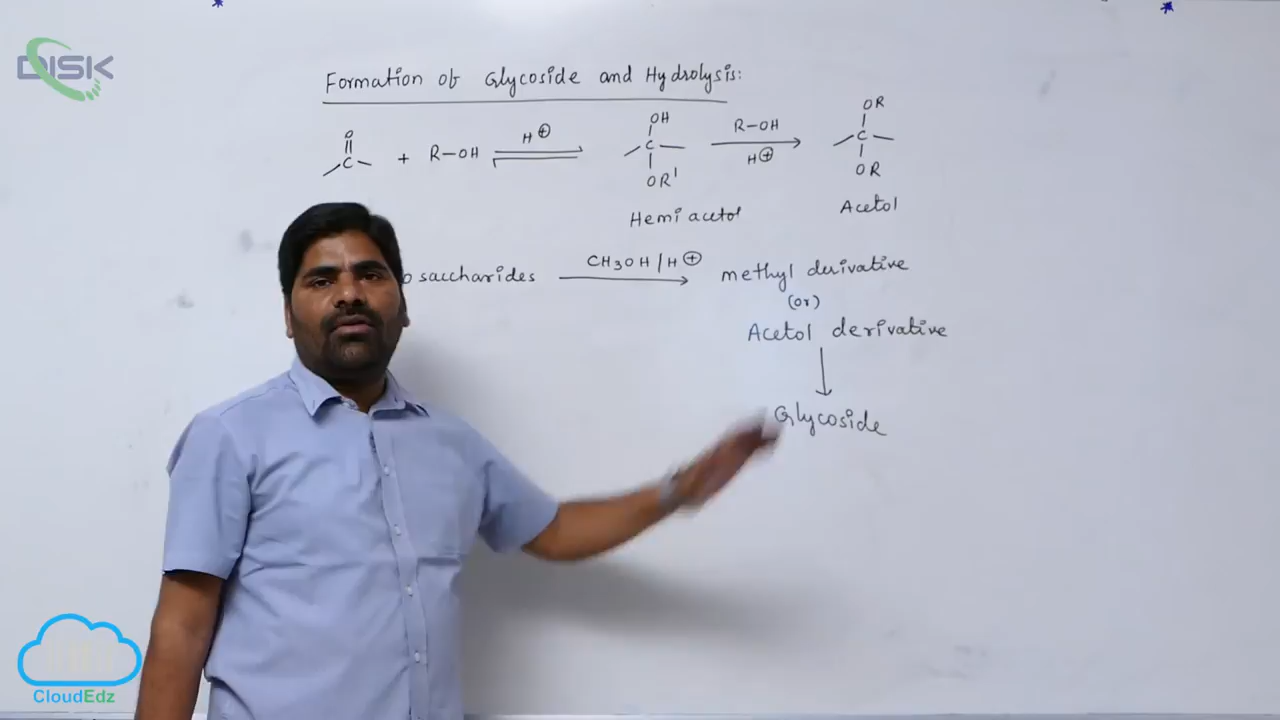 DISK
Formation of Glycoside and Hydrolysis:
O
C + R-OH H⊕ OH C OR' R-OH H⊕ OR C OR
Hemi acetol Acetol
o saccharides CH3OH/H⊕ methyl derivative
(or)
Acetol derivative
Glycoside
CloudEdz